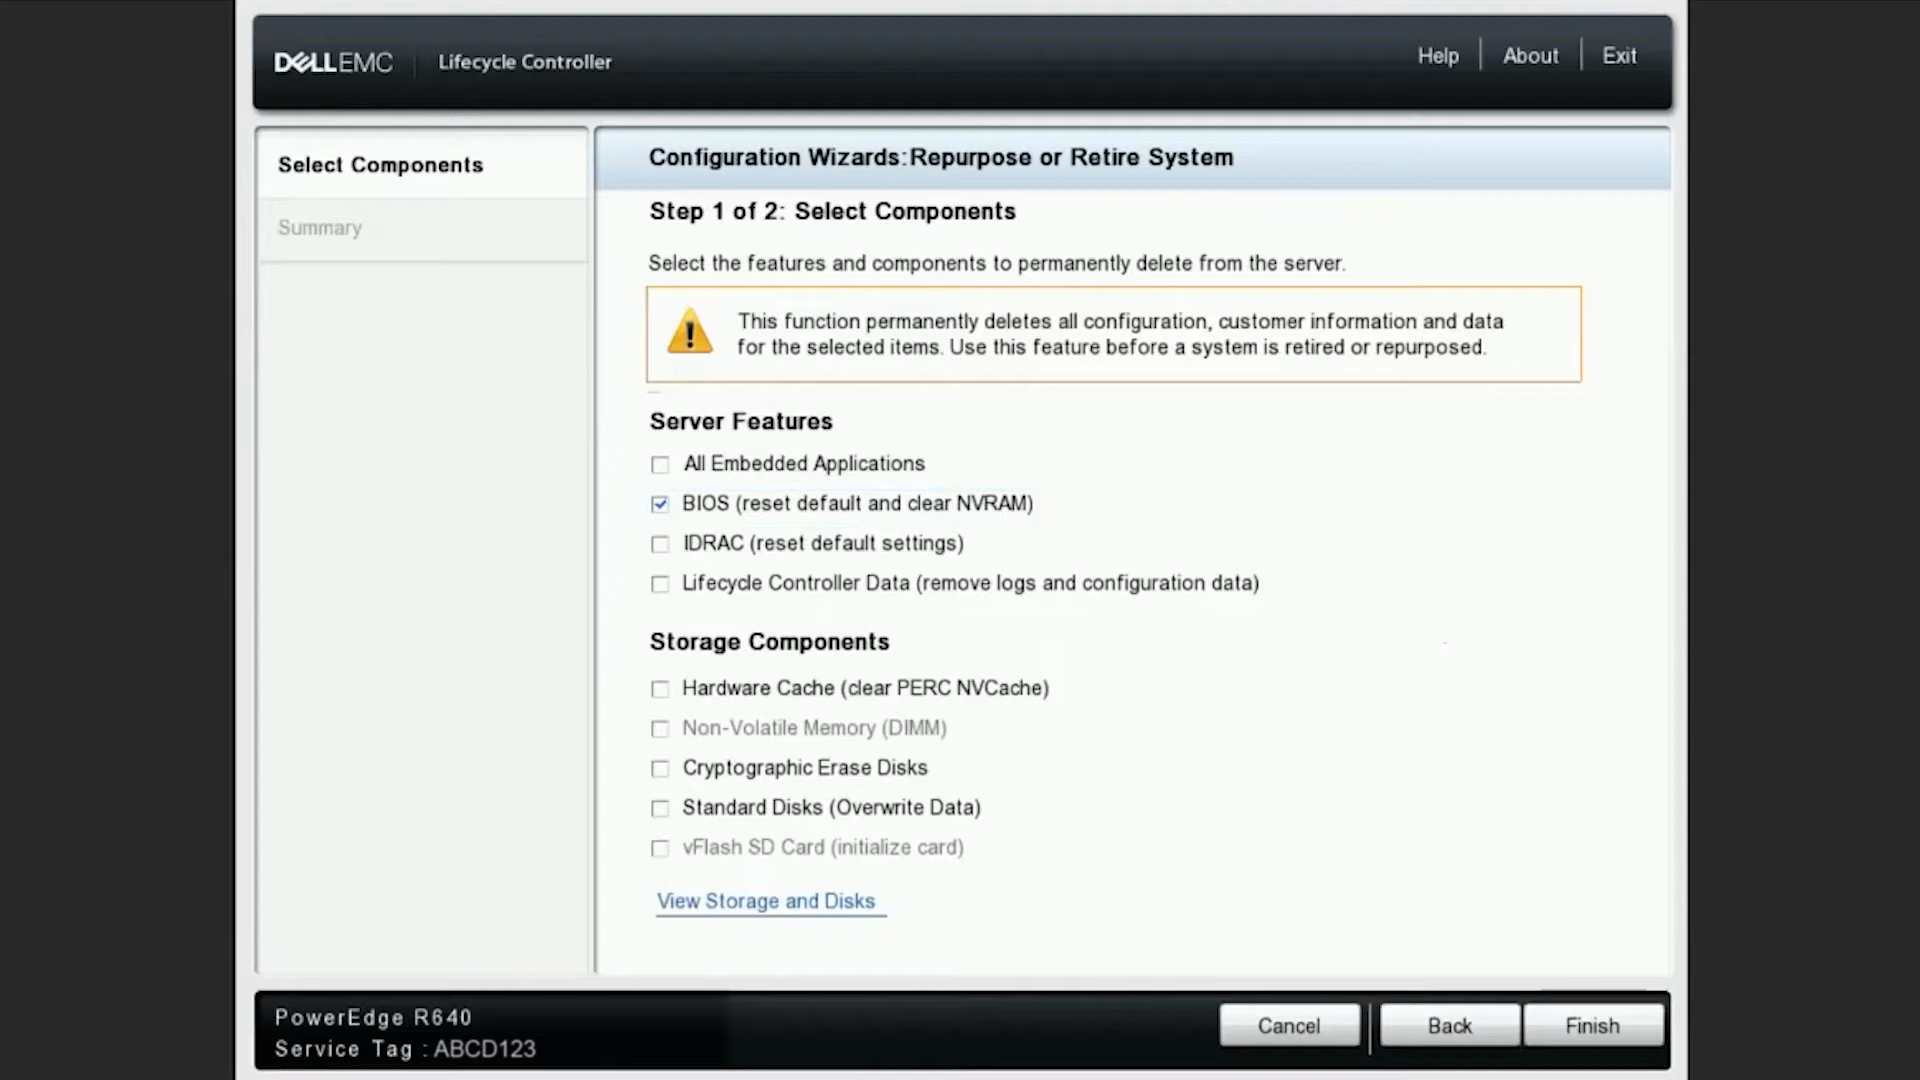 DELLEMC
Lifecycle Controller
Help
About
Exit
Select Components
Summary
Configuration Wizards:Repurpose or Retire System
Step 1 of 2: Select Components
Select the features and components to permanently delete from the server.
This function permanently deletes all configuration, customer information and data
for the selected items. Use this feature before a system is retired or repurposed.
Server Features
All Embedded Applications
BIOS (reset default and clear NVRAM)
IDRAC (reset default settings)
Lifecycle Controller Data (remove logs and configuration data)
Storage Components
Hardware Cache (clear PERC NVCache)
Non-Volatile Memory (DIMM)
Cryptographic Erase Disks
Standard Disks (Overwrite Data)
vFlash SD Card (initialize card)
View Storage and Disks
PowerEdge R640
Service Tag : ABCD123
Cancel
Back
Finish